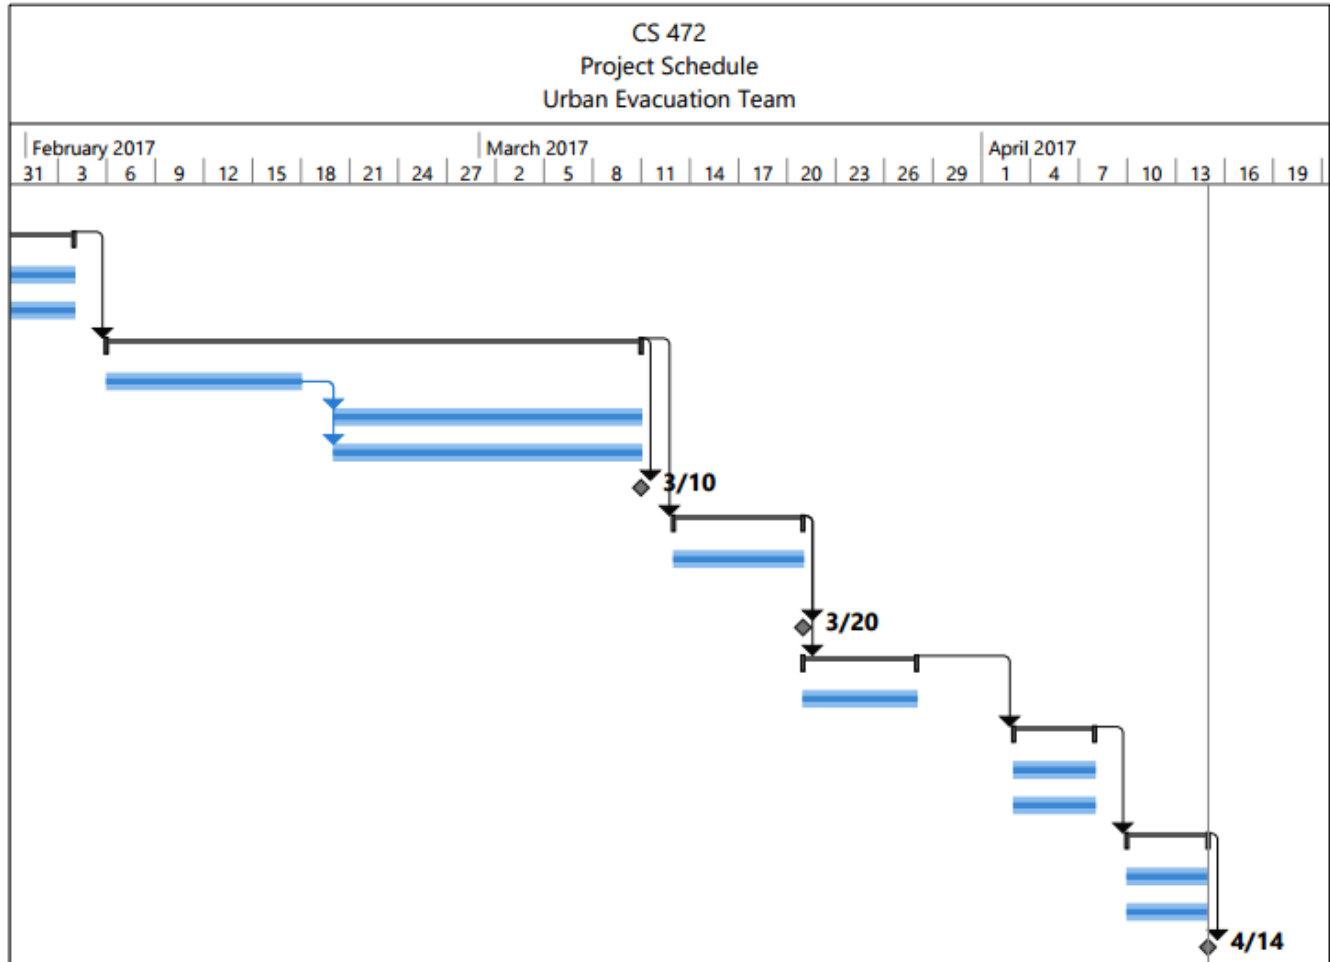 CS 472
Project Schedule
Urban Evacuation Team
February 2017 March 2017 April 2017
31 3 6 9 12 15 18 21 24 27 2 5 8 11 14 17 20 23 26 29 1 4 7 10 13 16 19
3/10
3/20
4/14